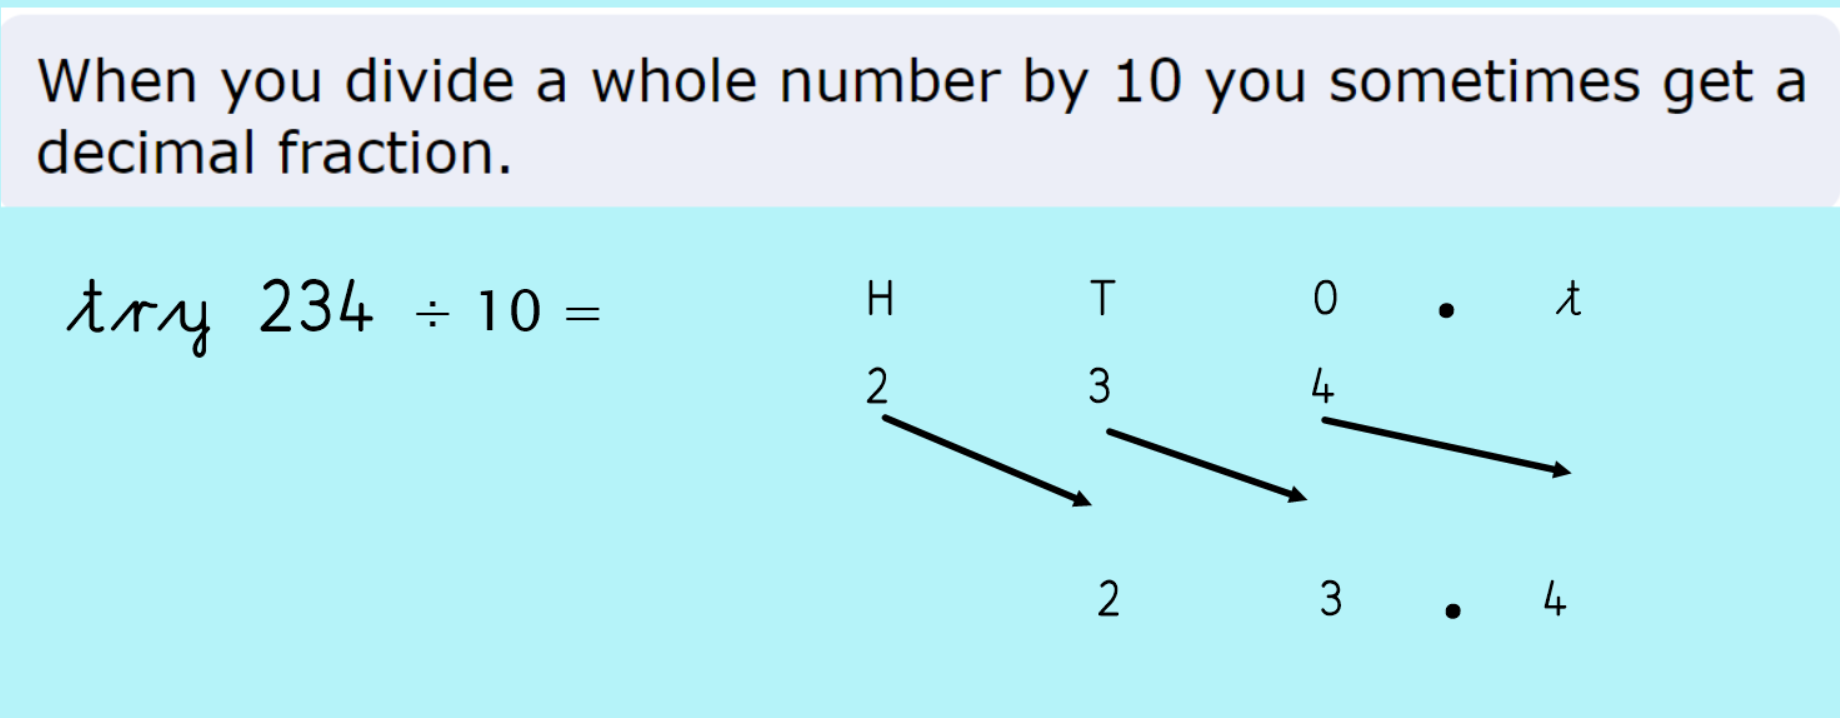 When you divide a whole number by 10 you sometimes get a
decimal fraction.
try 234 ÷ 10 =
H T O . t
2 3 4
2 3 . 4